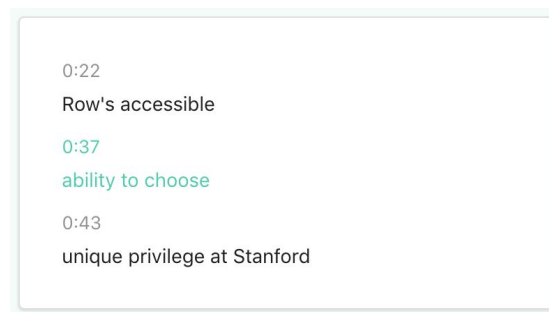 0:22
Row's accessible
0:37
ability to choose
0:43
unique privilege at Stanford